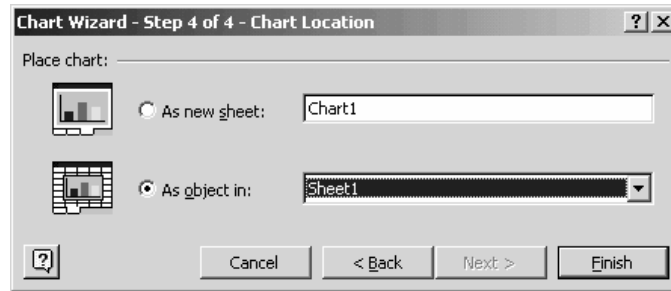 Chart Wizard - Step 4 of 4 - Chart Location
Place chart:
As new sheet: Chart1
As object in: Sheet1
Cancel < Back Next > Finish